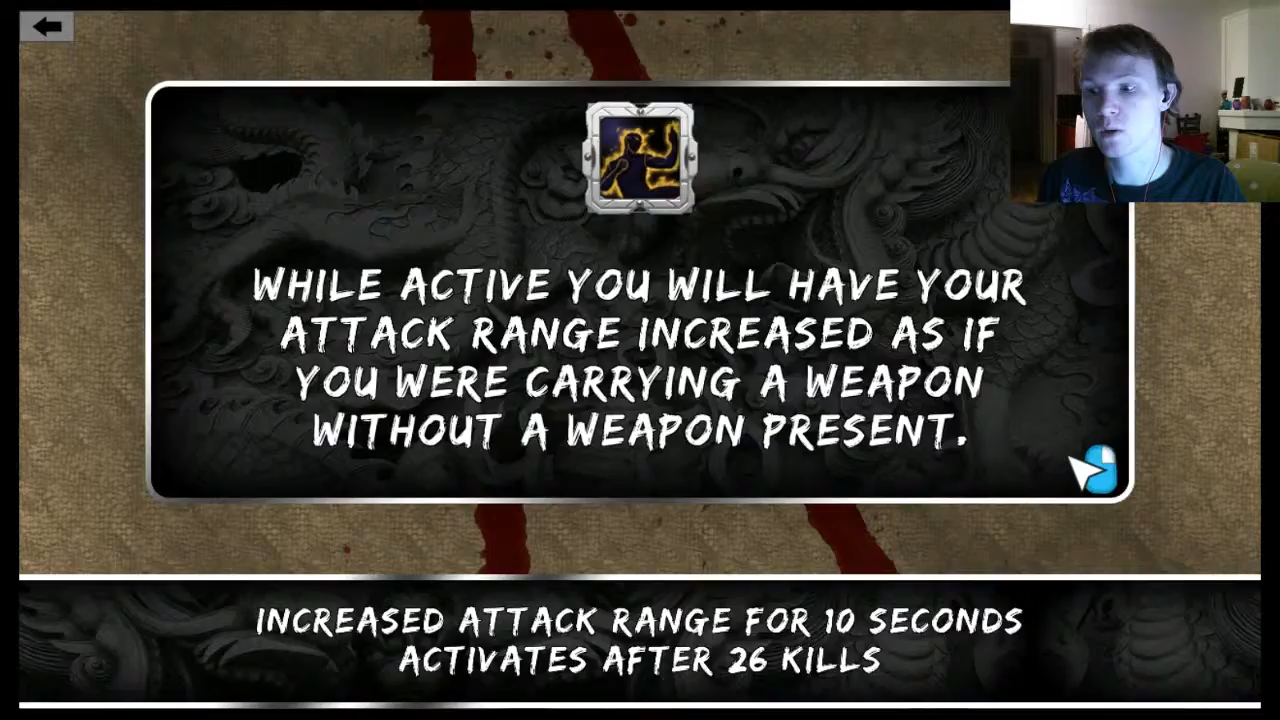 WHILE ACTIVE YOU WILL HAVE YOUR
ATTACK RANGE INCREASED AS IF
YOU WERE CARRYING A WEAPON
WITHOUT A WEAPON PRESENT.
INCREASED ATTACK RANGE FOR 10 SECONDS
ACTIVATES AFTER 26 KILLS